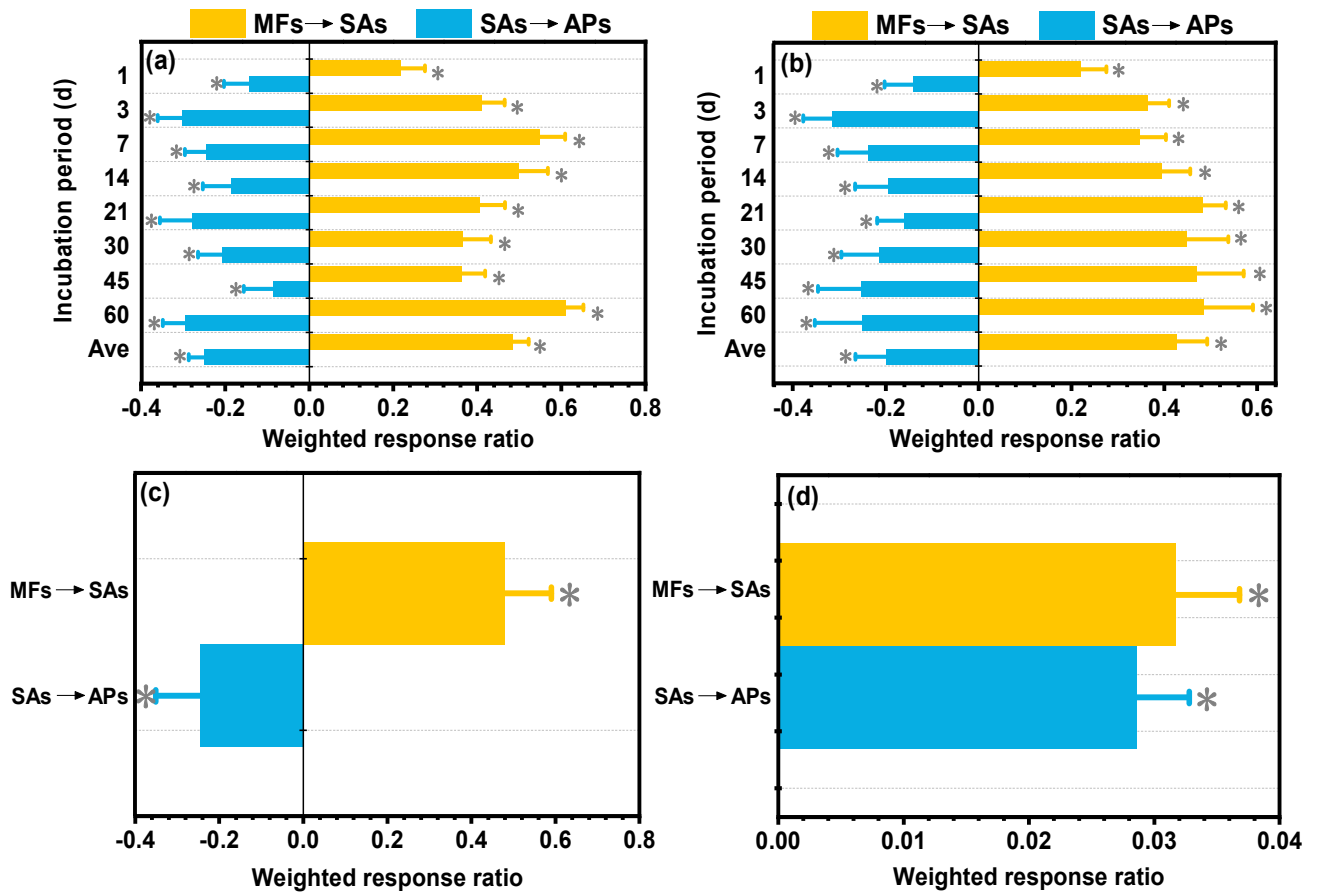 MFs → SAs SAs → APs
(a)
Incubation period (d)
1
3
7
14
21
30
45
60
Ave
-0.4 -0.2 0.0 0.2 0.4 0.6 0.8
Weighted response ratio
MFs → SAs SAs → APs
(b)
Incubation period (d)
1
3
7
14
21
30
45
60
Ave
-0.4 -0.2 0.0 0.2 0.4 0.6
Weighted response ratio
(c)
MFs → SAs
SAs → APs
-0.4 -0.2 0.0 0.2 0.4 0.6 0.8
Weighted response ratio
(d)
MFs → SAs
SAs → APs
0.00 0.01 0.02 0.03 0.04
Weighted response ratio